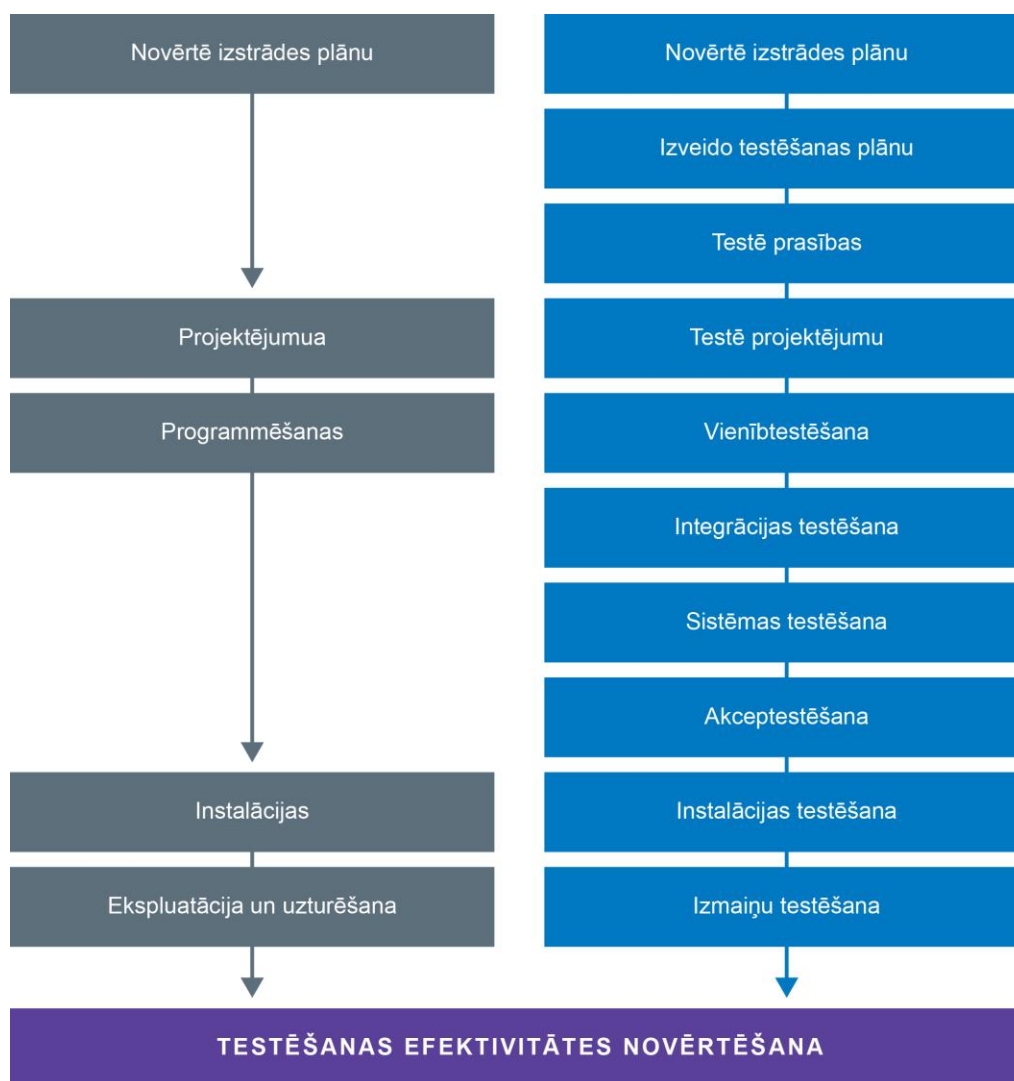 Novērtē izstrādes plānu
Projektējumua
Programmēšanas
Instalācijas
Ekspluatācija un uzturēšana
Novērtē izstrādes plānu
Izveido testēšanas plānu
Testē prasības
Testē projektējumu
Vienībtestēšana
Integrācijas testēšana
Sistēmas testēšana
Akceptestēšana
Instalācijas testēšana
Izmaiņu testēšana
TESTĒŠANAS EFEKTIVITĀTES NOVĒRTĒŠANA